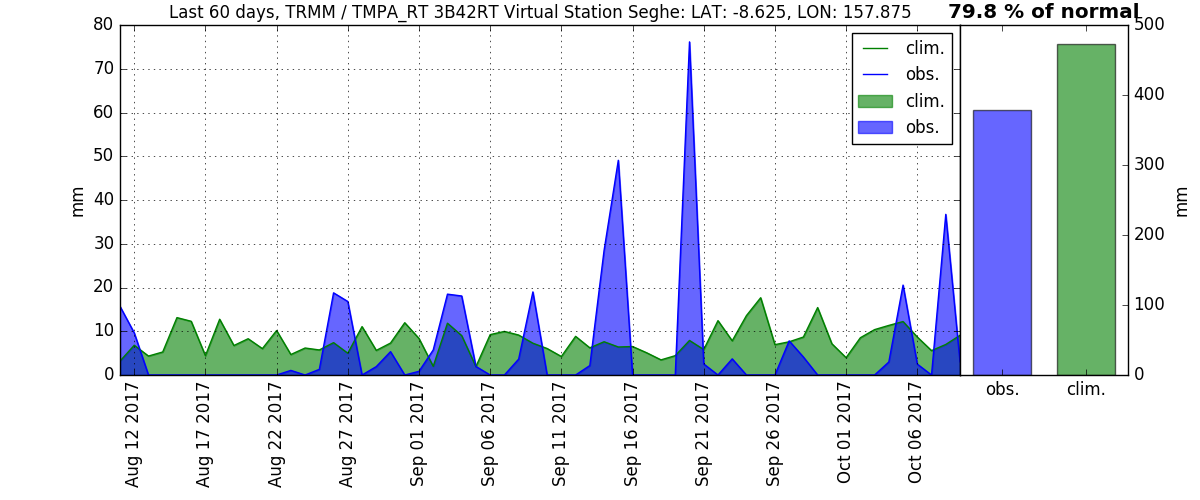 Last 60 days, TRMM / TMPA_RT 3B42RT Virtual Station Seghe: LAT: -8.625, LON: 157.875
79.8 % of normal
80
70
60
50
40
30
20
10
0
mm
clim.
obs.
clim.
obs.
500
400
300
200
100
0
mm
obs.
clim.
Aug 12 2017
Aug 17 2017
Aug 22 2017
Aug 27 2017
Sep 01 2017
Sep 06 2017
Sep 11 2017
Sep 16 2017
Sep 21 2017
Sep 26 2017
Oct 01 2017
Oct 06 2017